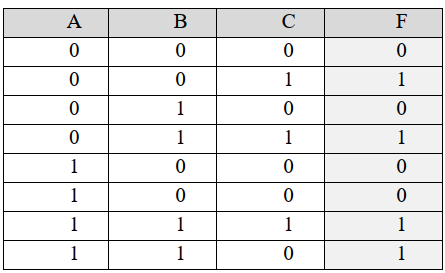 A B C F
0 0 0 0
0 0 1 1
0 1 0 0
0 1 1 1
1 0 0 0
1 0 0 0
1 1 1 1
1 1 0 1